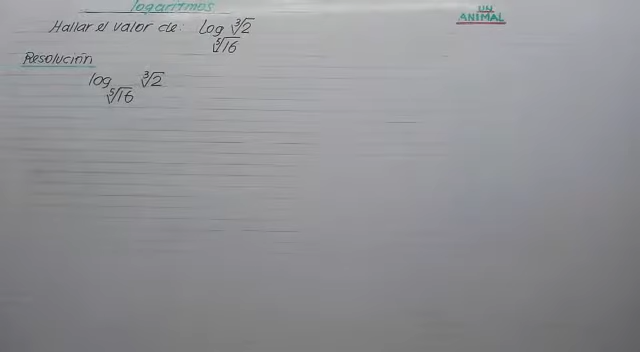 logaritmos
UN
ANIMAL
Hallar el valor de: log ∛2
⁵√16
Resolución
log ∛2
⁵√16